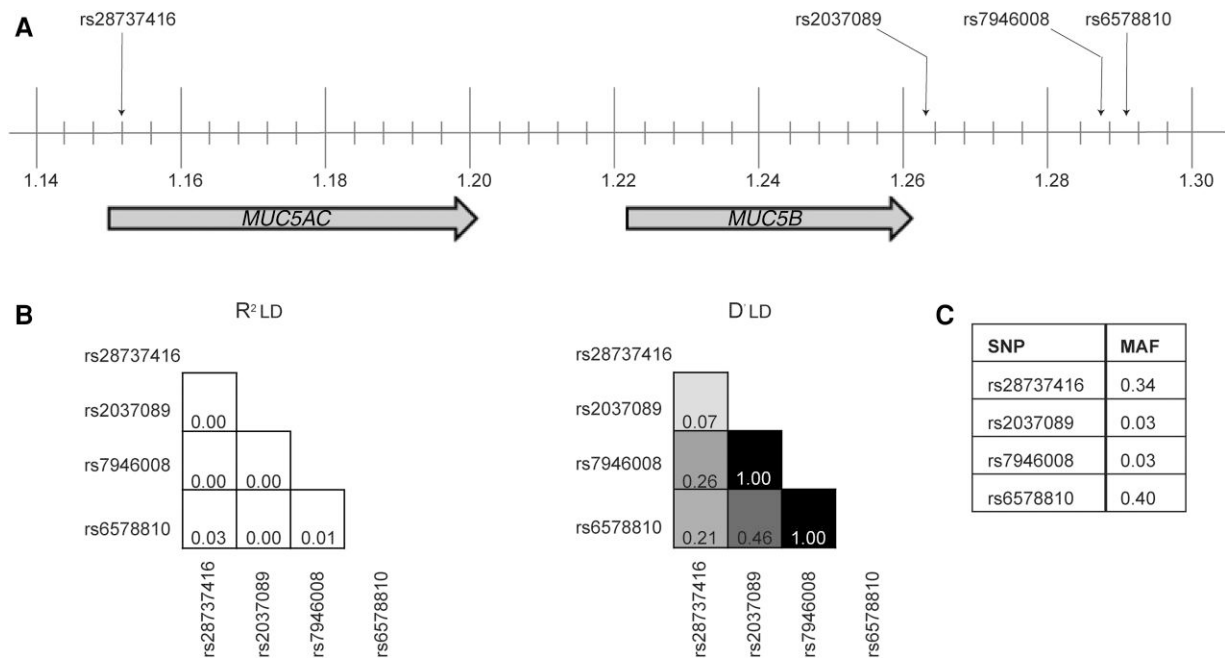 A
rs28737416 rs2037089 rs7946008 rs6578810
1.14 1.16 1.18 1.20 1.22 1.24 1.26 1.28 1.30
MUC5AC MUC5B
B
R² LD
rs28737416
rs2037089 0.00
rs7946008 0.00 0.00
rs6578810 0.03 0.00 0.01
rs28737416 rs2037089 rs7946008 rs6578810
D' LD
rs28737416
rs2037089 0.07
rs7946008 0.26 1.00
rs6578810 0.21 0.46 1.00
rs28737416 rs2037089 rs7946008 rs6578810
C
SNP MAF
rs28737416 0.34
rs2037089 0.03
rs7946008 0.03
rs6578810 0.40